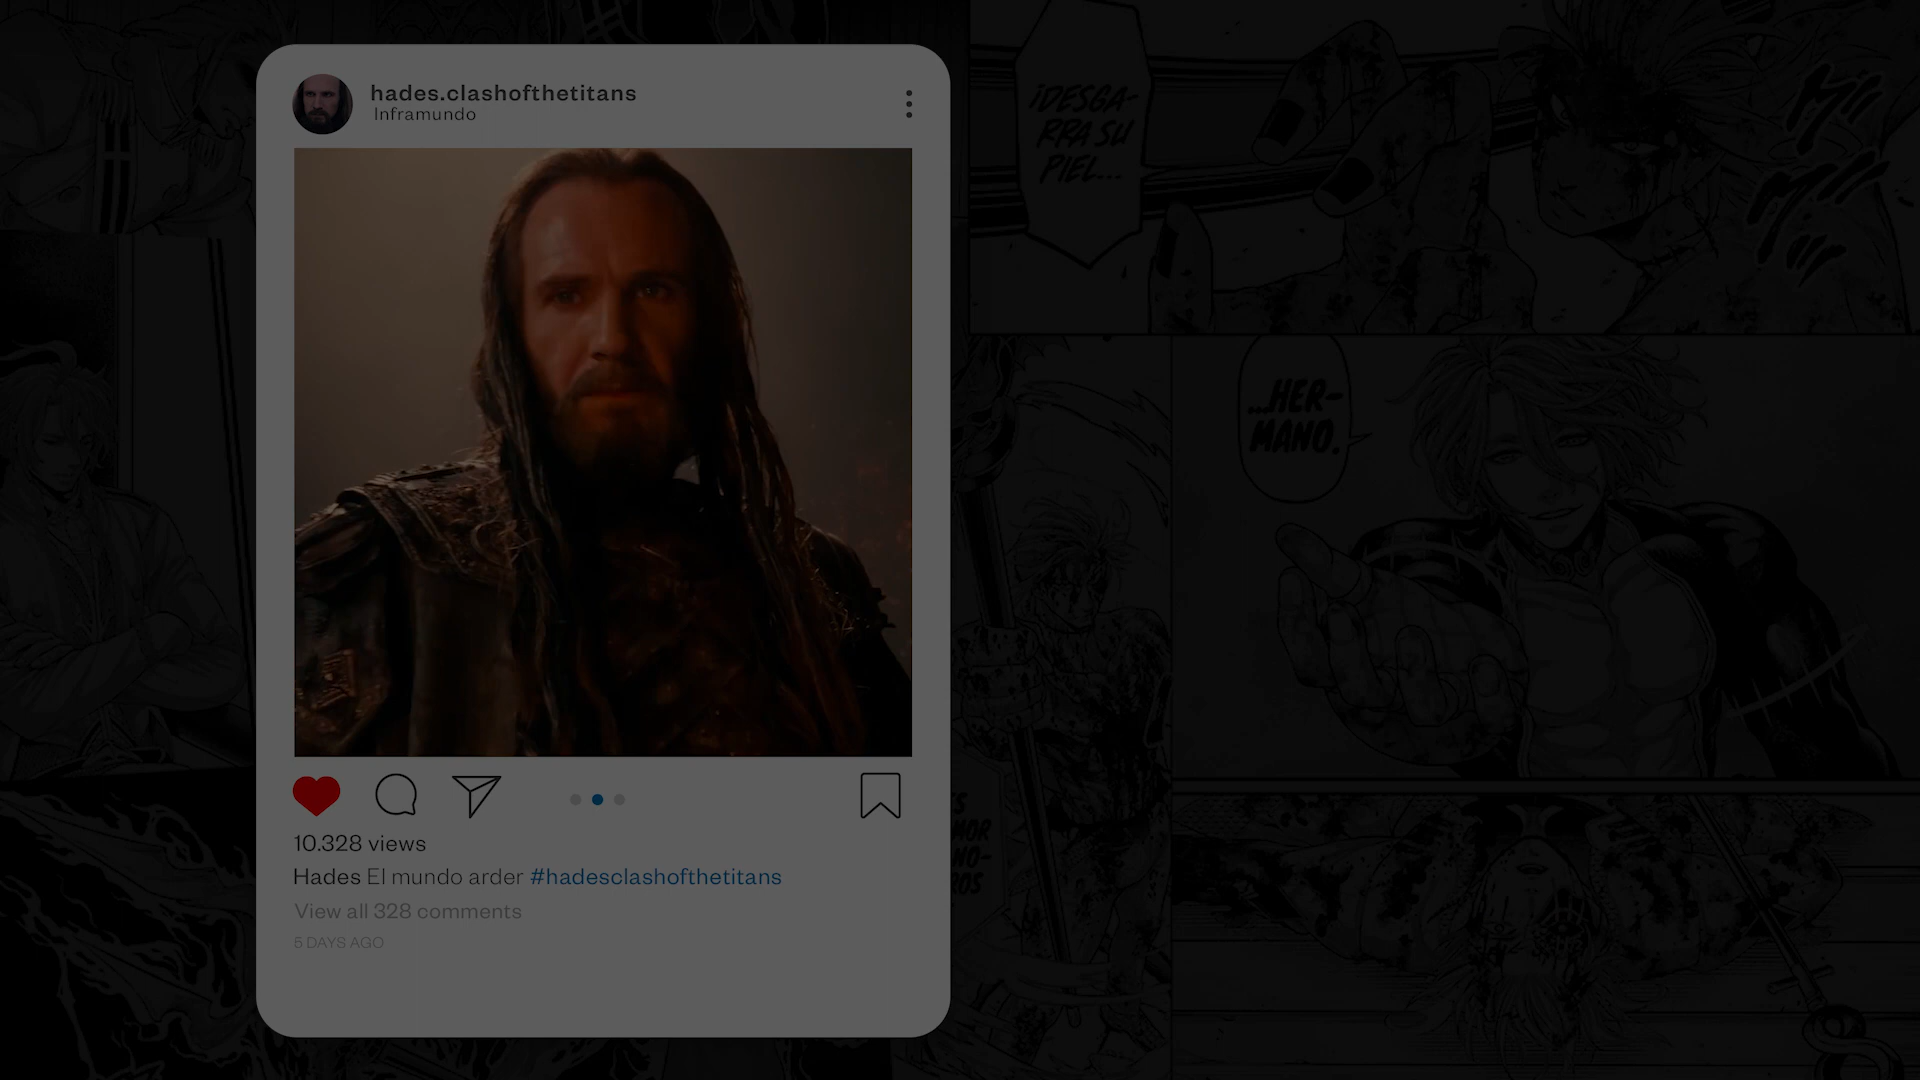 hades.clashofthetitans
Inframundo
10.328 views
Hades El mundo arder #hadesclashofthetitans
View all 328 comments
5 DAYS AGO
¡DESGA-
RRA SU
PIEL...
...HER-
MANO.